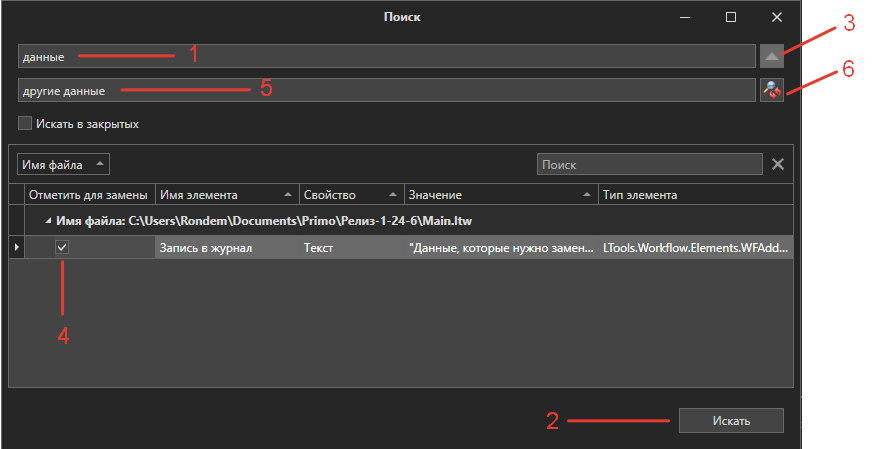 Поиск
3
данные 1
6
другие данные 5
Искать в закрытых
Имя файла Поиск
Отметить для замены Имя элемента Свойство Значение Тип элемента
Имя файла: C:\Users\Rondem\Documents\Primo\Релиз-1-24-6\Main.ltw
Запись в журнал Текст "Данные, которые нужно замен... LTools.Workflow.Elements.WFAdd...
4
2 Искать